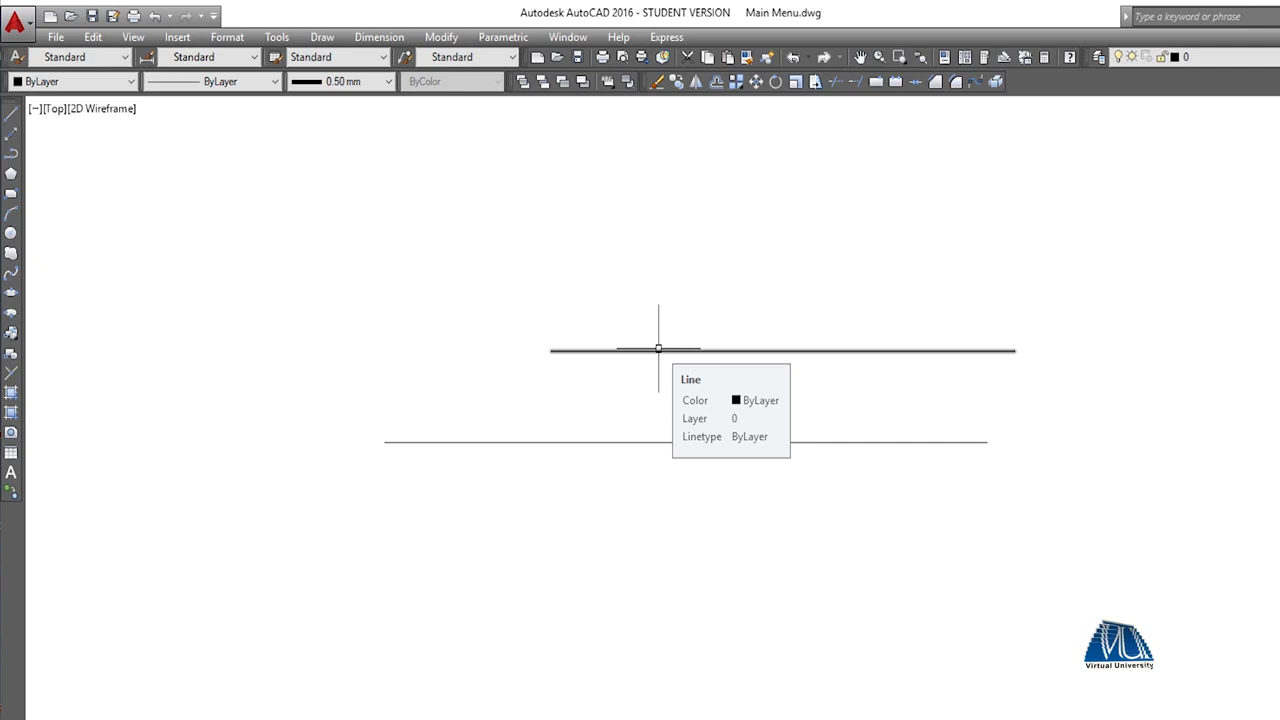 Autodesk AutoCAD 2016 - STUDENT VERSION Main Menu.dwg
Type a keyword or phrase
File Edit View Insert Format Tools Draw Dimension Modify Parametric Window Help Express
Standard Standard Standard Standard 0
ByLayer ByLayer 0.50 mm ByColor
[−][Top][2D Wireframe]
Line
Color ByLayer
Layer 0
Linetype ByLayer
A
VU
Virtual University